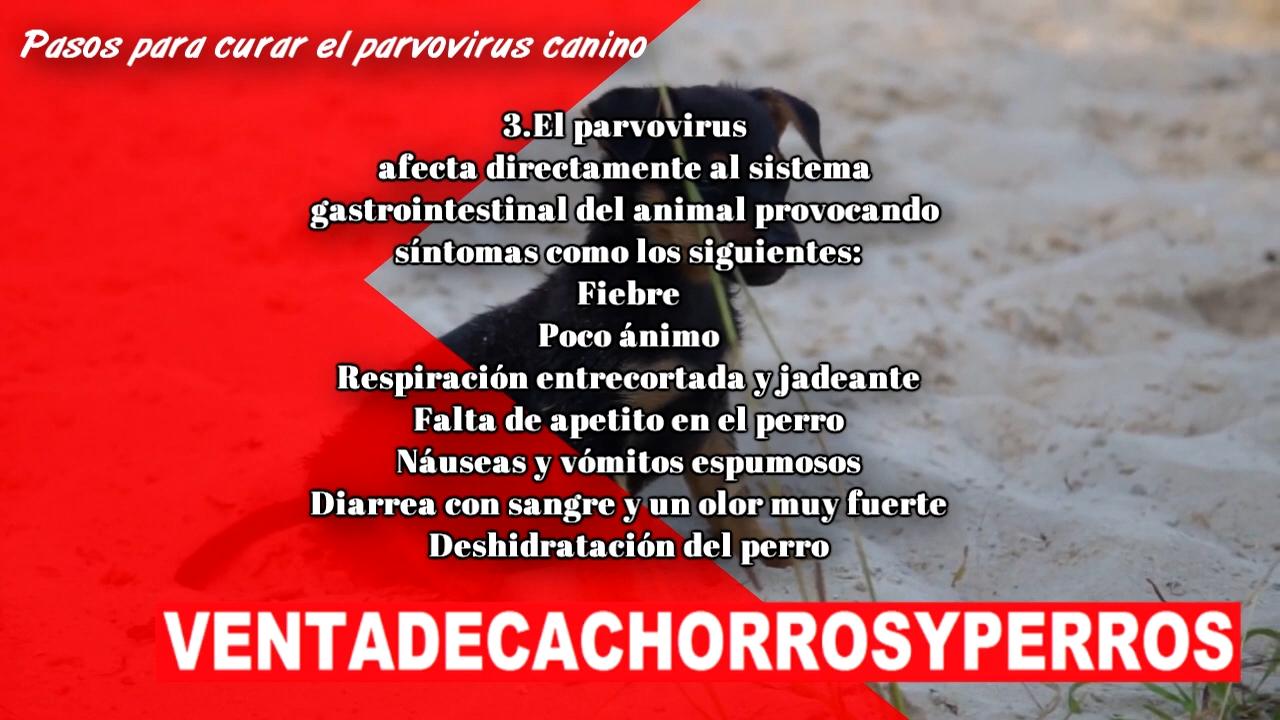 Pasos para curar el parvovirus canino
3.El parvovirus
afecta directamente al sistema
gastrointestinal del animal provocando
síntomas como los siguientes:
Fiebre
Poco ánimo
Respiración entrecortada y jadeante
Falta de apetito en el perro
Náuseas y vómitos espumosos
Diarrea con sangre y un olor muy fuerte
Deshidratación del perro
VENTADECACHORROSYPERROS